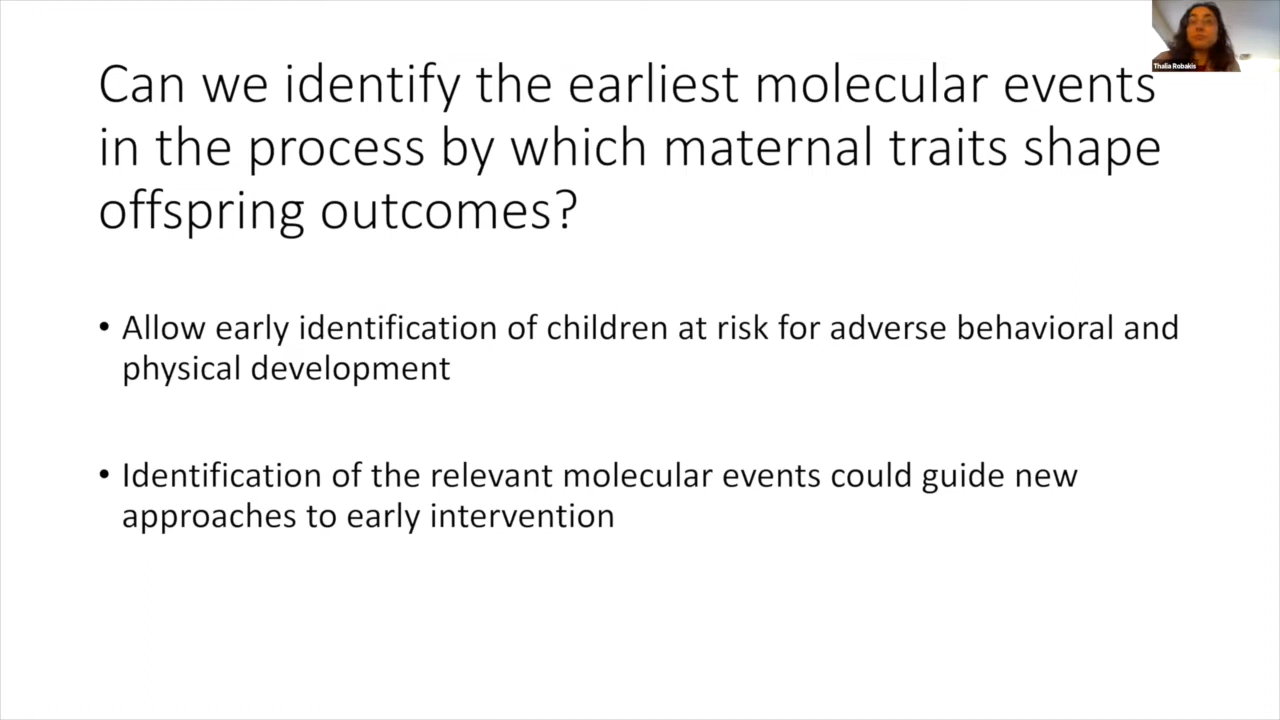 Thalia Robakis
Can we identify the earliest molecular events
in the process by which maternal traits shape
offspring outcomes?
• Allow early identification of children at risk for adverse behavioral and
physical development
• Identification of the relevant molecular events could guide new
approaches to early intervention